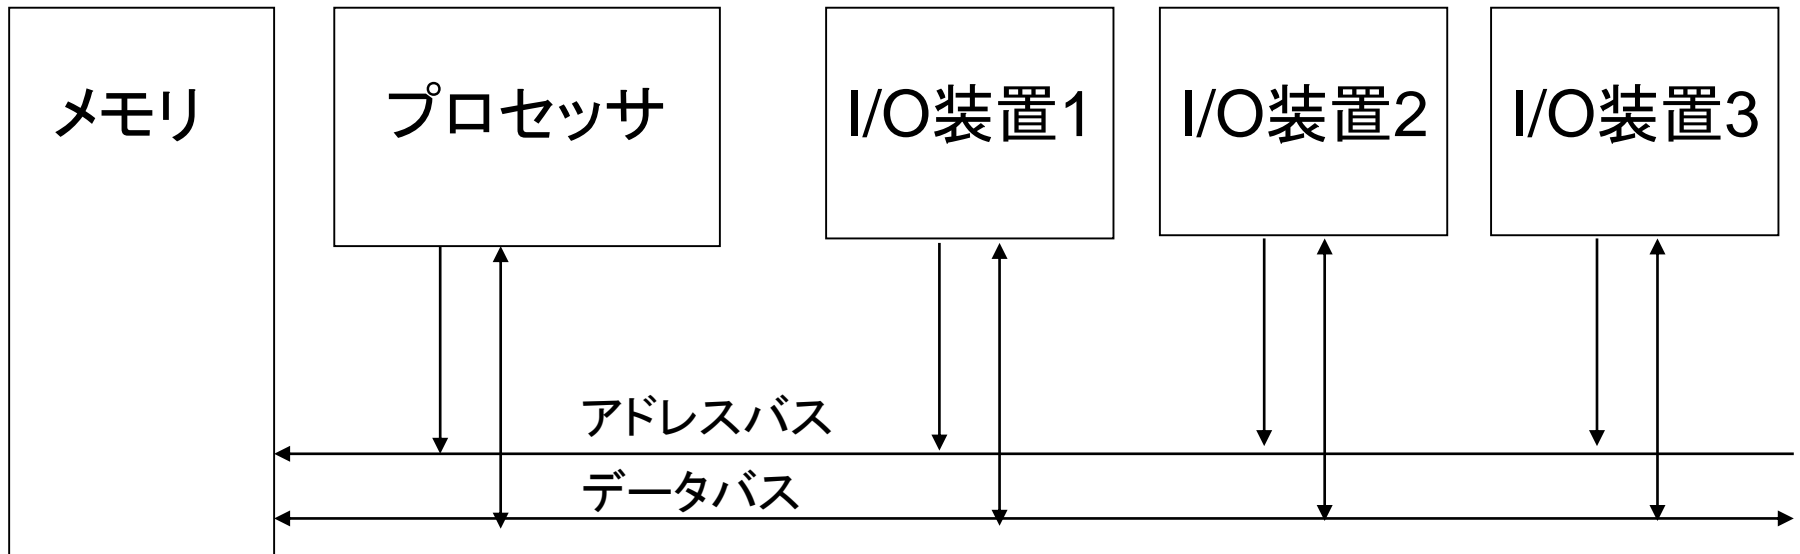 メモリ
プロセッサ
I/O装置1
I/O装置2
I/O装置3
アドレスバス
データバス